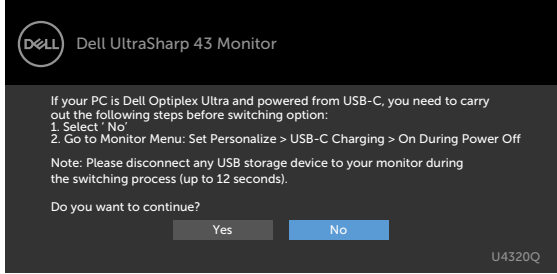 DELL
Dell UltraSharp 43 Monitor
If your PC is Dell Optiplex Ultra and powered from USB-C, you need to carry
out the following steps before switching option:
1. Select ‘ No’
2. Go to Monitor Menu: Set Personalize > USB-C Charging > On During Power Off
Note: Please disconnect any USB storage device to your monitor during
the switching process (up to 12 seconds).
Do you want to continue?
Yes
No
U4320Q